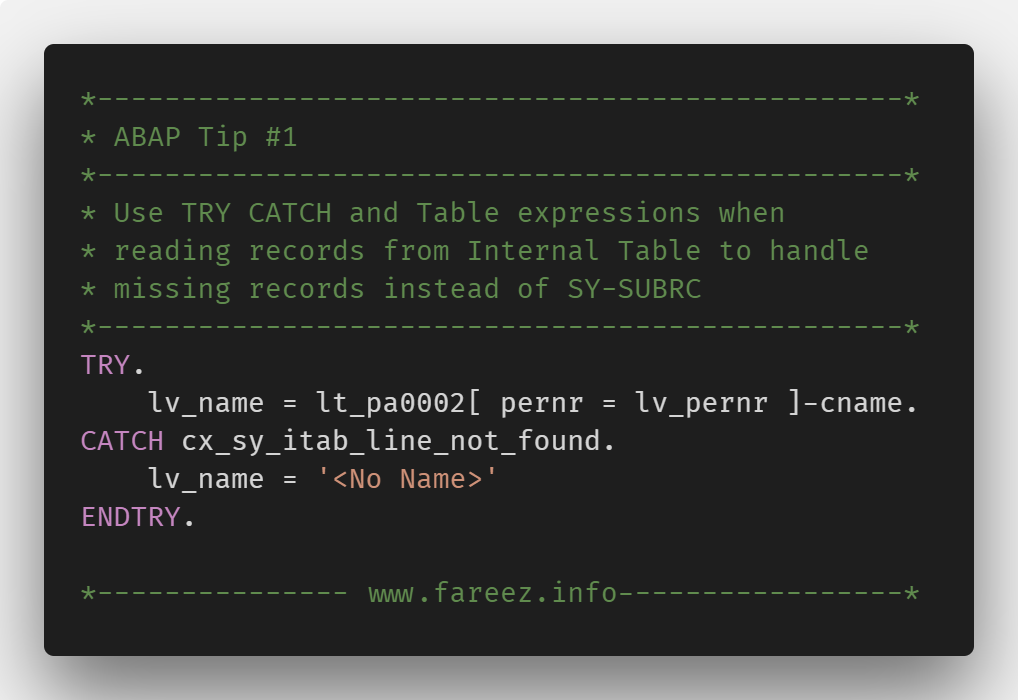 *------------------------------------------------*
* ABAP Tip #1
*------------------------------------------------*
* Use TRY CATCH and Table expressions when
* reading records from Internal Table to handle
* missing records instead of SY-SUBRC
*------------------------------------------------*
TRY.
    lv_name = lt_pa0002[ pernr = lv_pernr ]-cname.
CATCH cx_sy_itab_line_not_found.
    lv_name = '<No Name>'
ENDTRY.
*--------------- www.fareez.info-----------------*